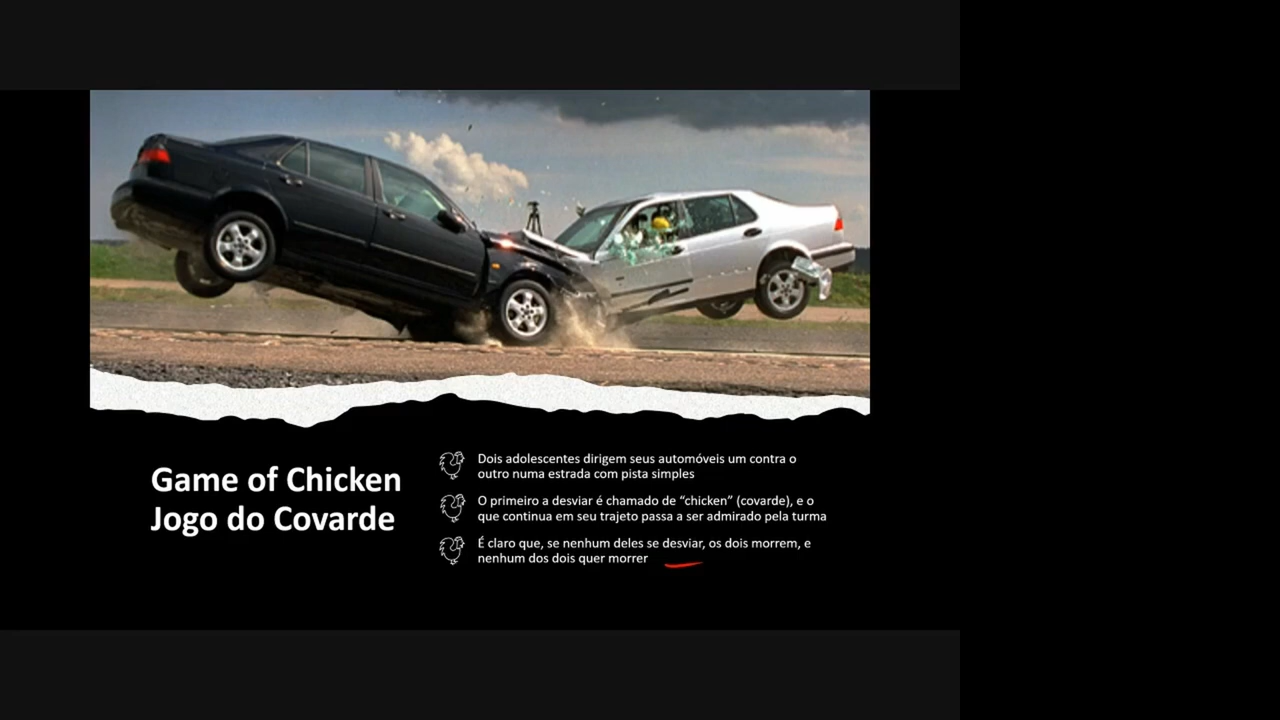 Game of Chicken
Jogo do Covarde
Dois adolescentes dirigem seus automóveis um contra o
outro numa estrada com pista simples
O primeiro a desviar é chamado de “chicken” (covarde), e o
que continua em seu trajeto passa a ser admirado pela turma
É claro que, se nenhum deles se desviar, os dois morrem, e
nenhum dos dois quer morrer